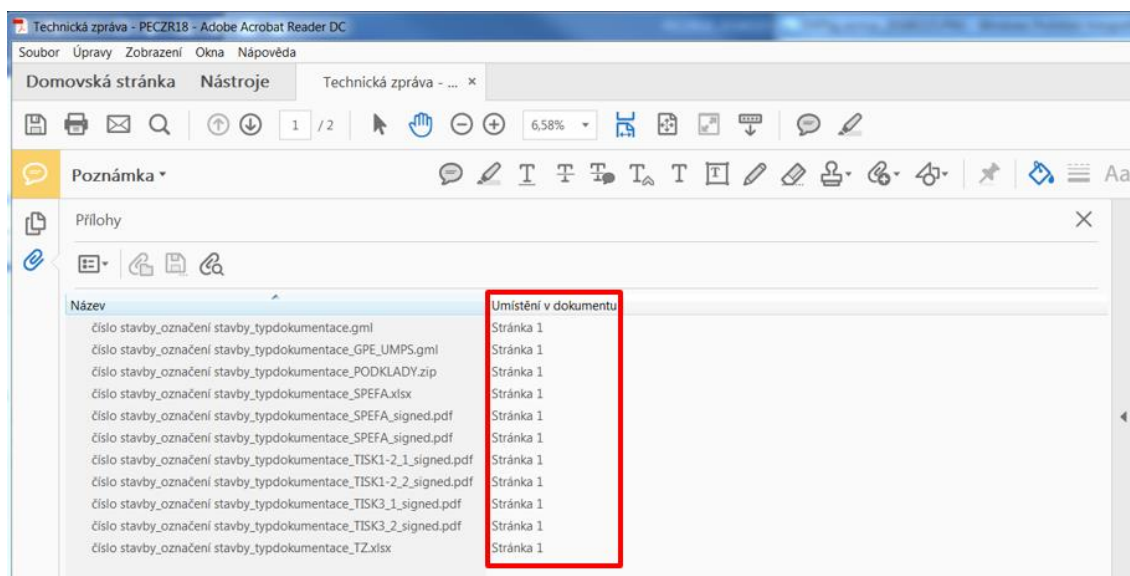 Technická zpráva - PECZR18 - Adobe Acrobat Reader DC
Soubor Úpravy Zobrazení Okna Nápověda
Domovská stránka Nástroje Technická zpráva - ... ×
1 / 2 6,58%
Poznámka
Aa
Přílohy
Název Umístění v dokumentu
číslo stavby_označení stavby_typdokumentace.gml Stránka 1
číslo stavby_označení stavby_typdokumentace_GPE_UMPS.gml Stránka 1
číslo stavby_označení stavby_typdokumentace_PODKLADY.zip Stránka 1
číslo stavby_označení stavby_typdokumentace_SPEFA.xlsx Stránka 1
číslo stavby_označení stavby_typdokumentace_SPEFA_signed.pdf Stránka 1
číslo stavby_označení stavby_typdokumentace_SPEFA_signed.pdf Stránka 1
číslo stavby_označení stavby_typdokumentace_TISK1-2_1_signed.pdf Stránka 1
číslo stavby_označení stavby_typdokumentace_TISK1-2_2_signed.pdf Stránka 1
číslo stavby_označení stavby_typdokumentace_TISK3_1_signed.pdf Stránka 1
číslo stavby_označení stavby_typdokumentace_TISK3_2_signed.pdf Stránka 1
číslo stavby_označení stavby_typdokumentace_TZ.xlsx Stránka 1